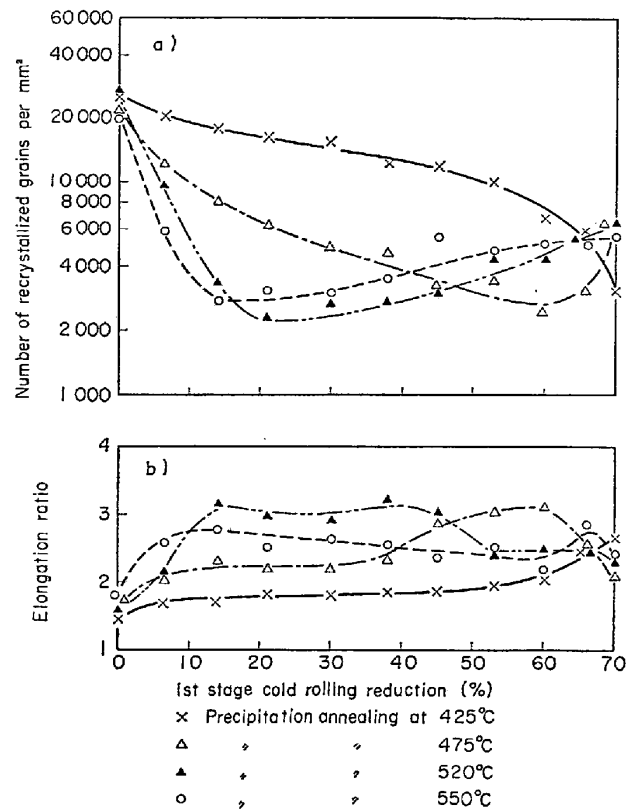 a)
Number of recrystallized grains per mm²
60 000
40 000
20 000
10 000
8 000
6 000
4 000
2 000
1 000
b)
Elongation ratio
4
3
2
1
0 10 20 30 40 50 60 70
1st stage cold rolling reduction (%)
× Precipitation annealing at 425°C
△ 〃 〃 475°C
▲ 〃 〃 520°C
○ 〃 〃 550°C